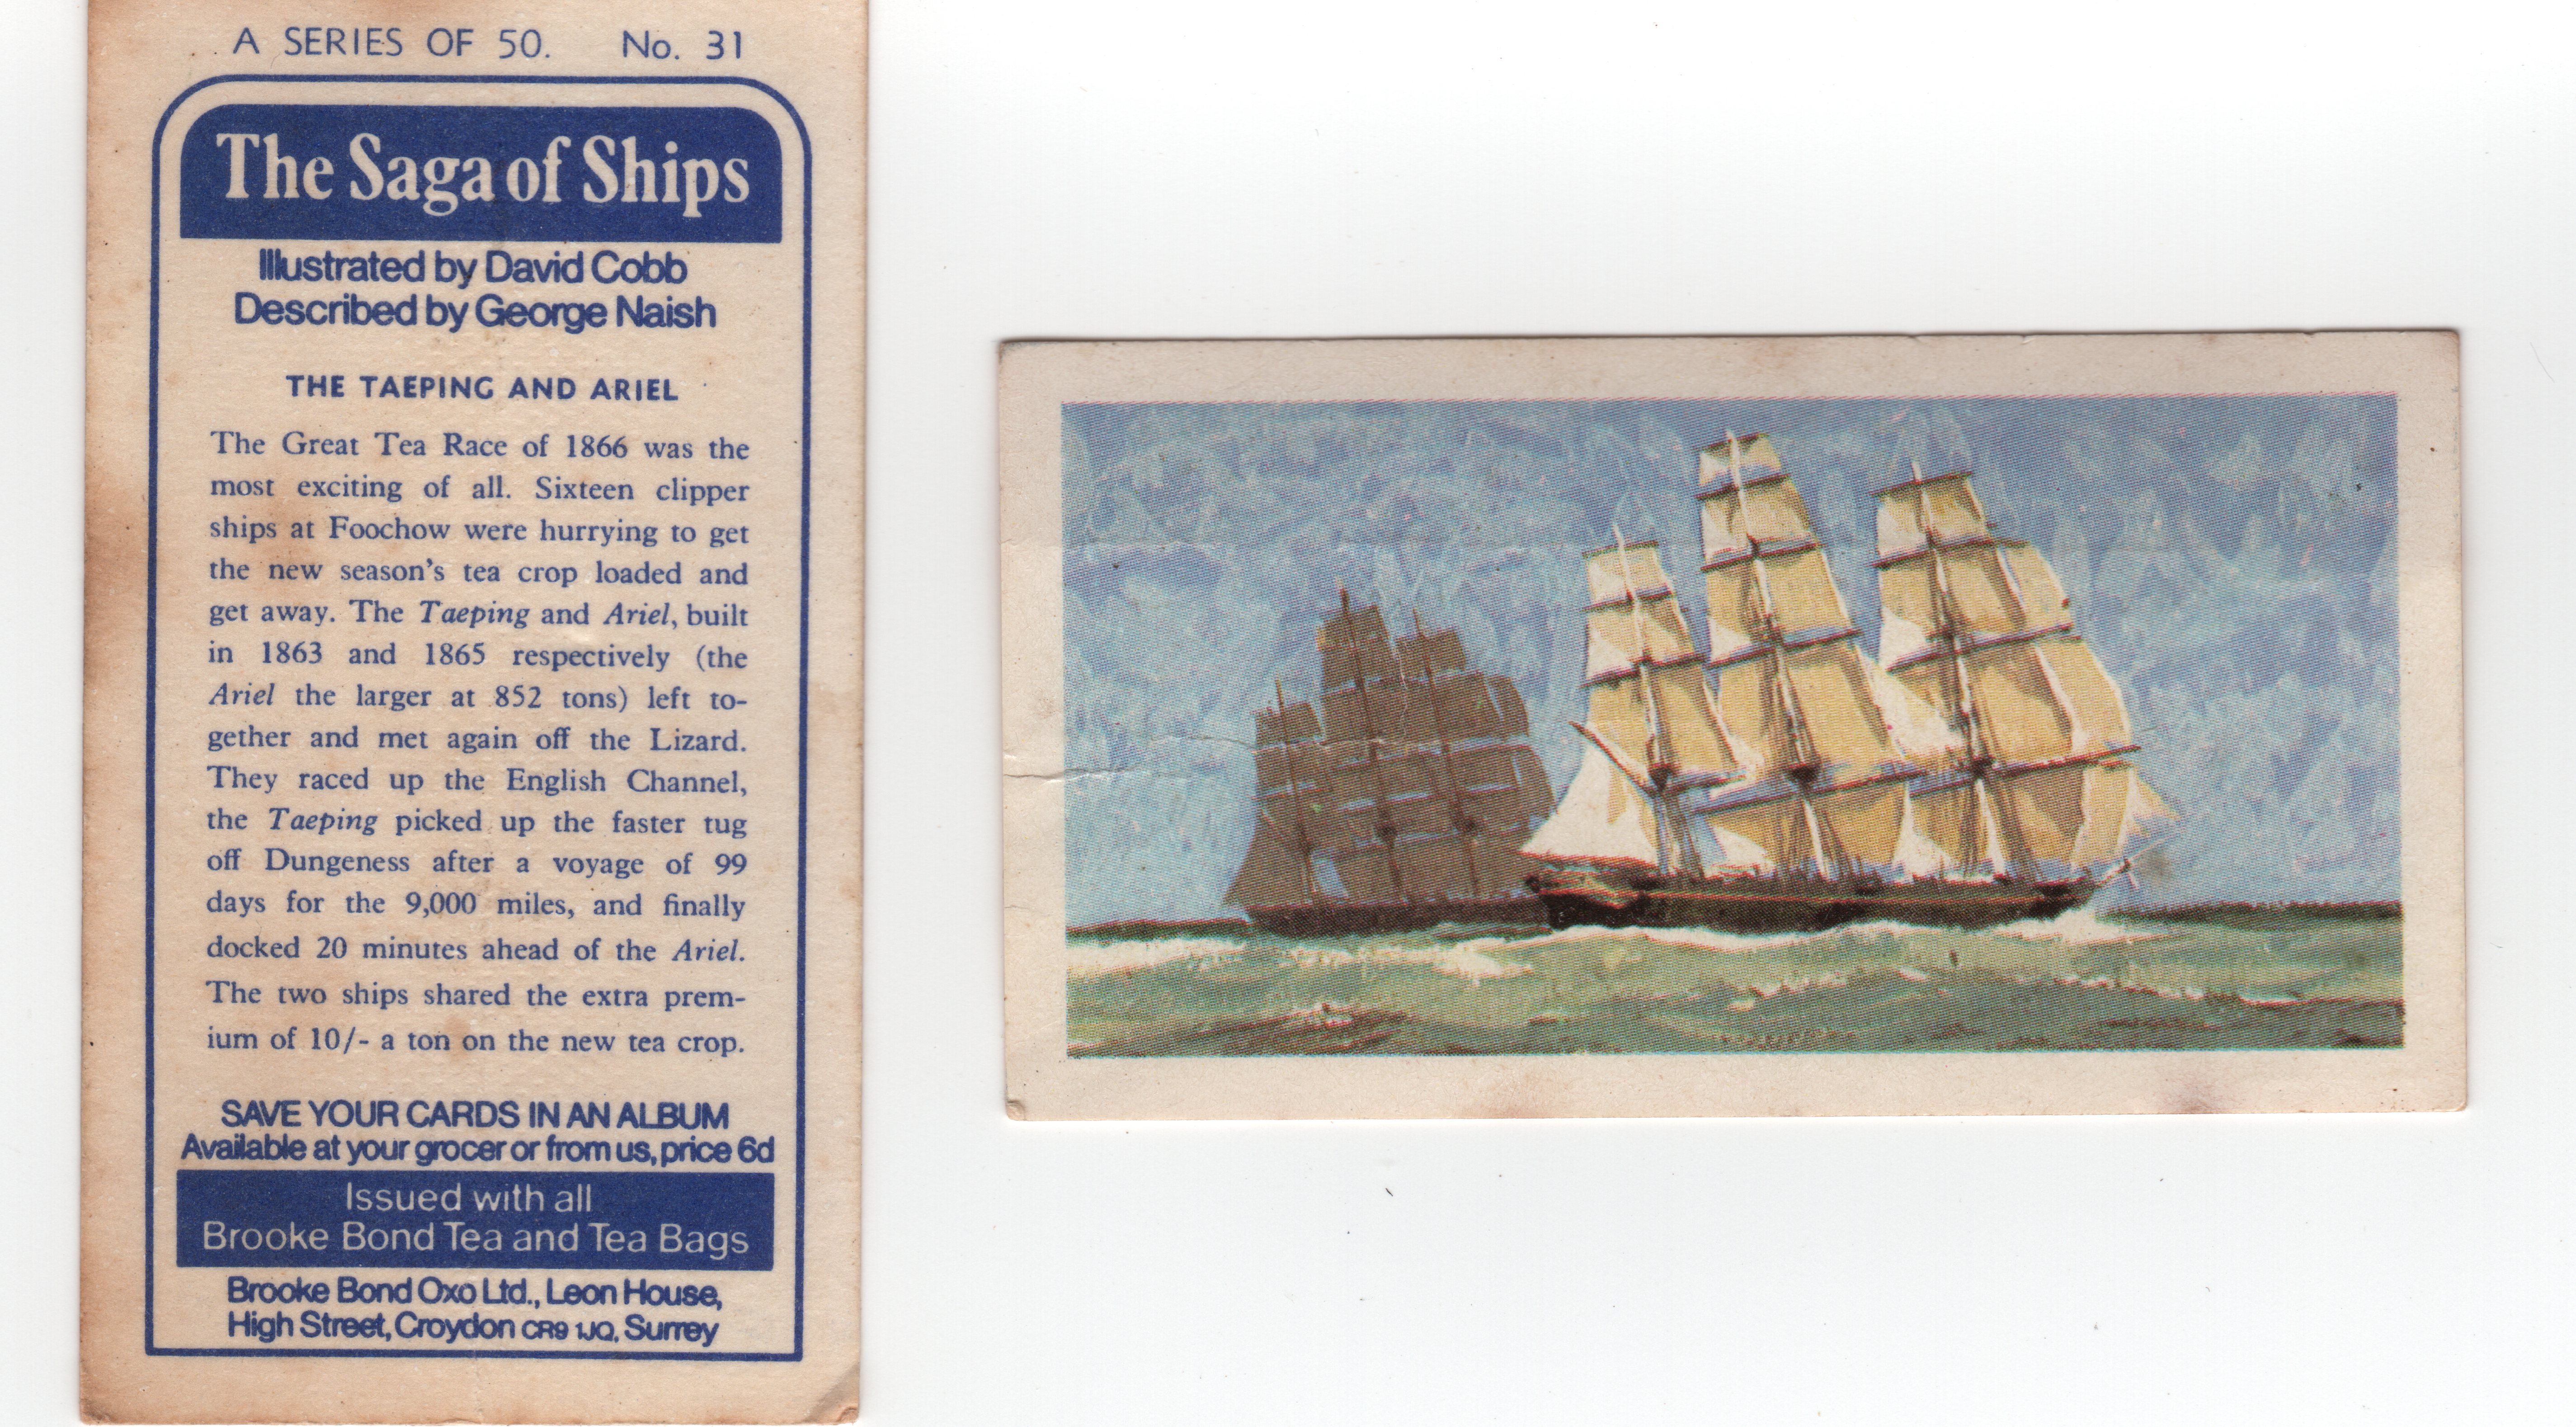 A SERIES OF 50. No. 31
The Saga of Ships
Illustrated by David Cobb
Described by George Naish
THE TAEPING AND ARIEL
The Great Tea Race of 1866 was the
most exciting of all. Sixteen clipper
ships at Foochow were hurrying to get
the new season's tea crop loaded and
get away. The Taeping and Ariel, built
in 1863 and 1865 respectively (the
Ariel the larger at 852 tons) left to-
gether and met again off the Lizard.
They raced up the English Channel,
the Taeping picked up the faster tug
off Dungeness after a voyage of 99
days for the 9,000 miles, and finally
docked 20 minutes ahead of the Ariel.
The two ships shared the extra prem-
ium of 10/- a ton on the new tea crop.
SAVE YOUR CARDS IN AN ALBUM
Available at your grocer or from us, price 6d
Issued with all
Brooke Bond Tea and Tea Bags
Brooke Bond Oxo Ltd., Leon House,
High Street, Croydon CR9 1JQ, Surrey